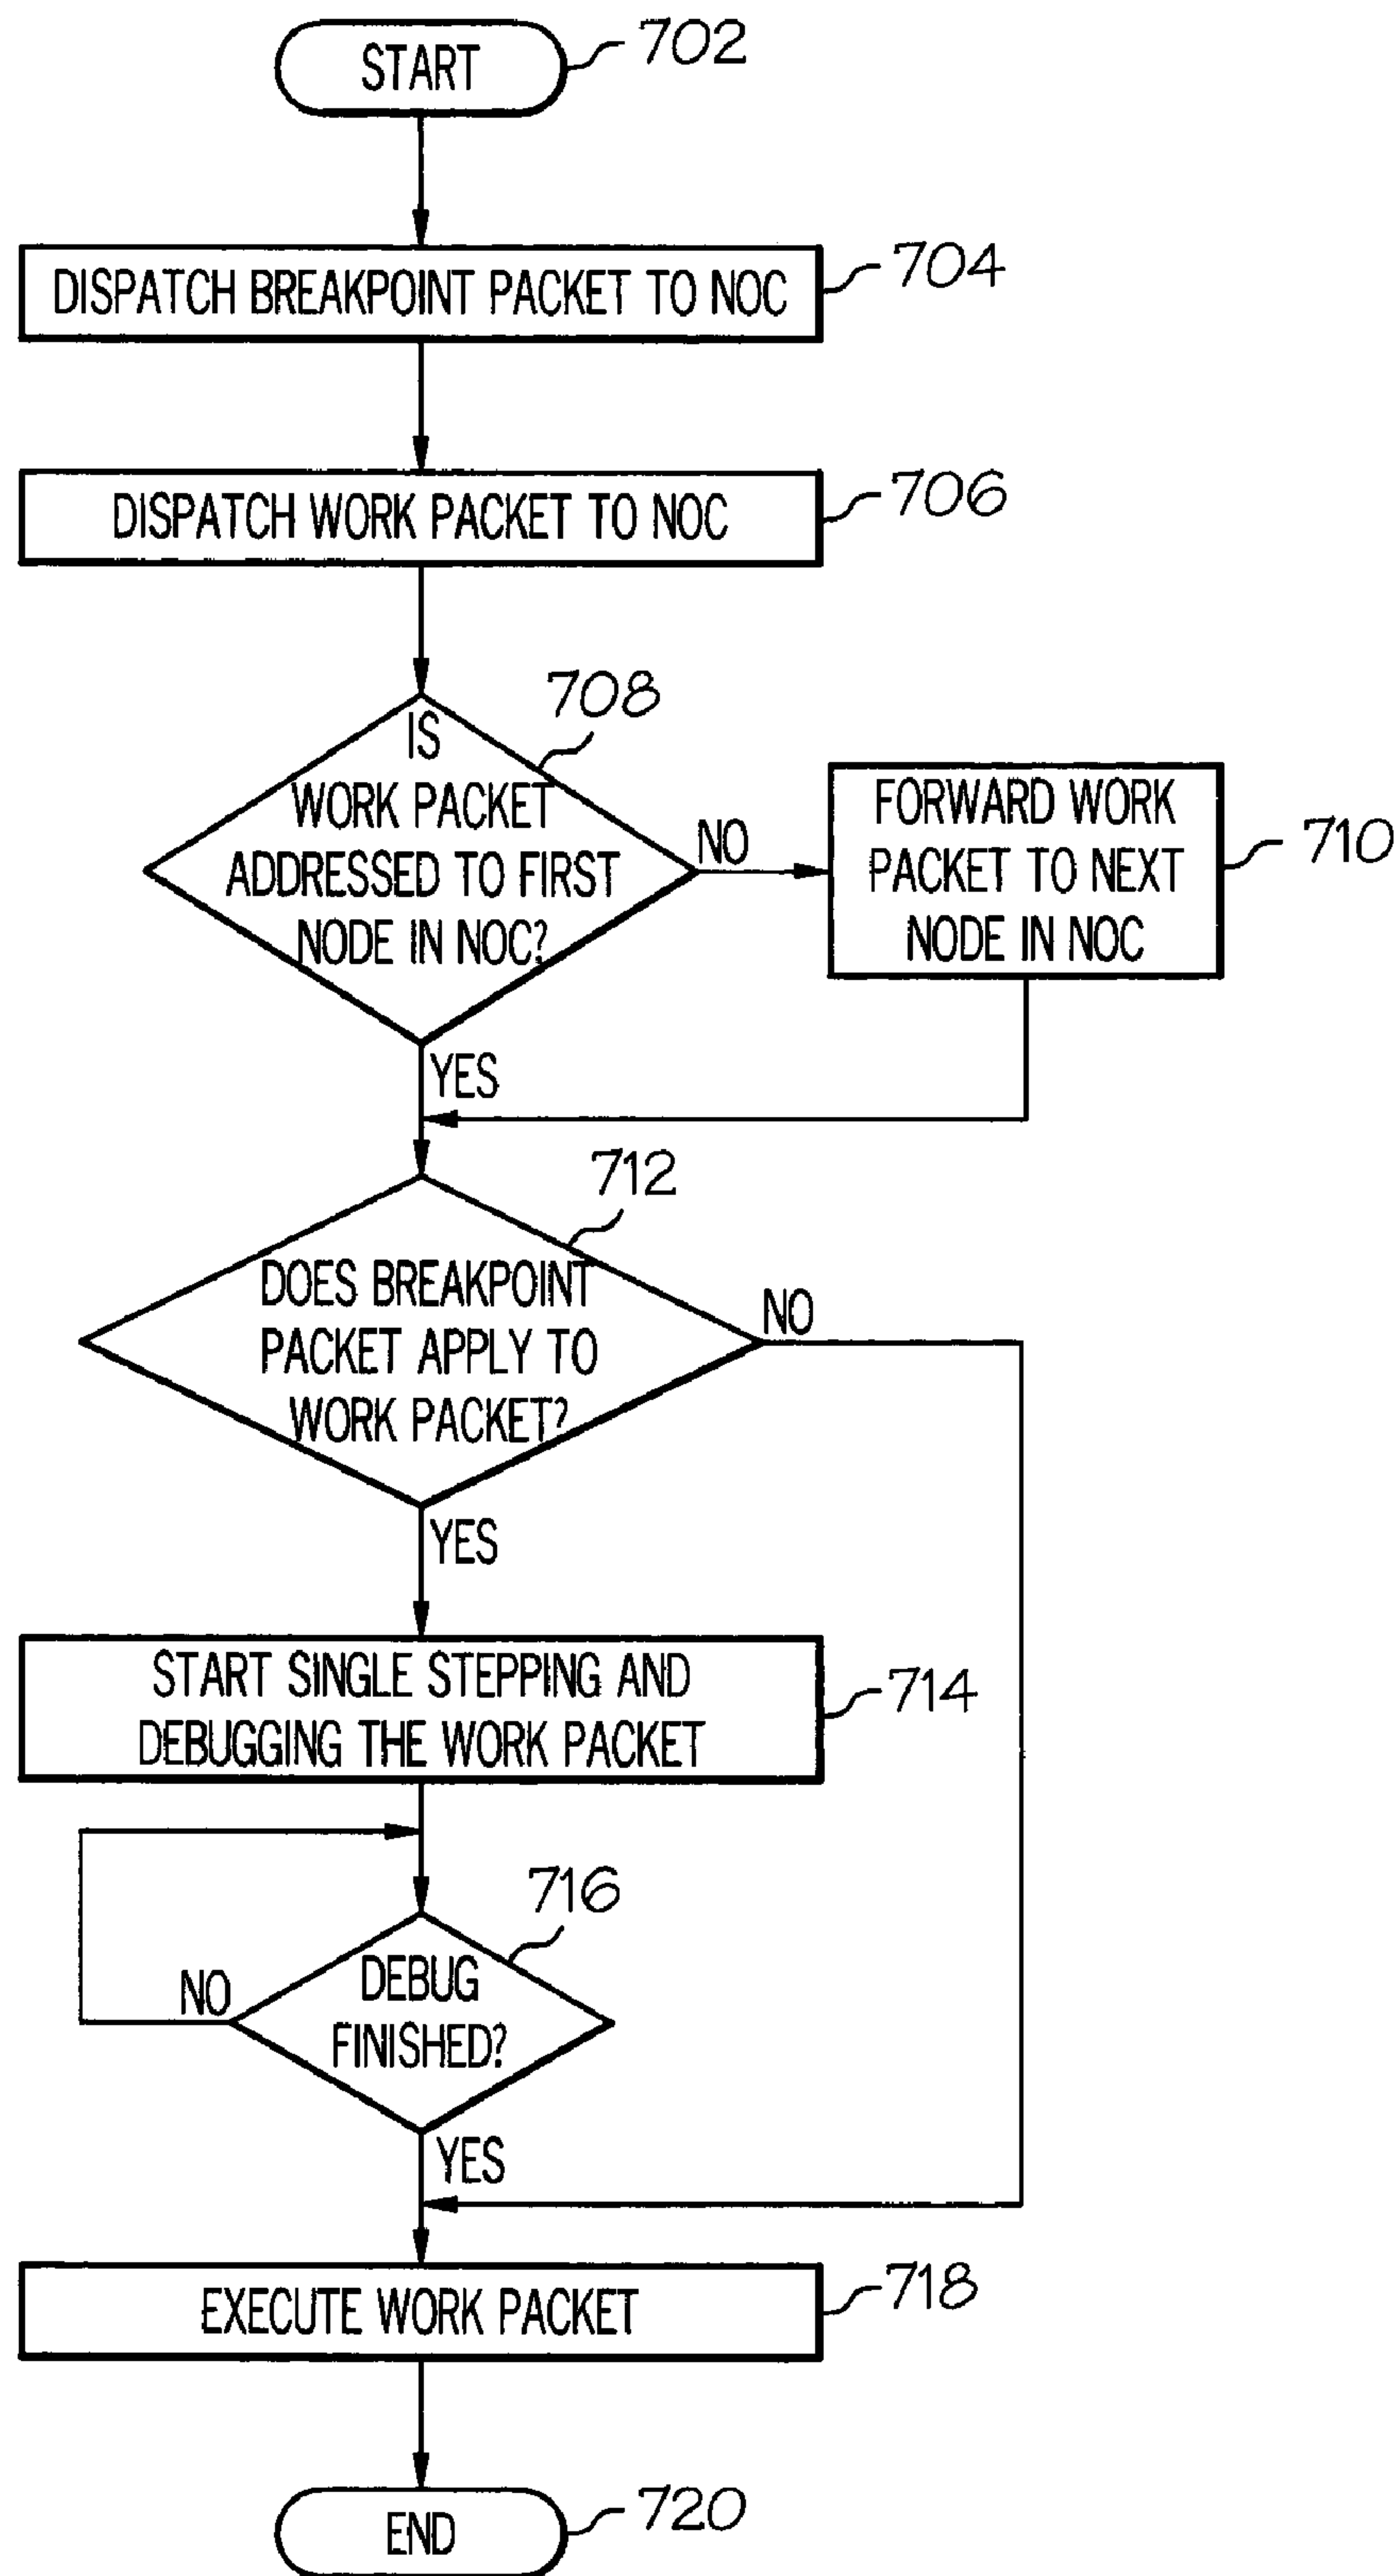 START
702
DISPATCH BREAKPOINT PACKET TO NOC
704
DISPATCH WORK PACKET TO NOC
706
708
IS
WORK PACKET
ADDRESSED TO FIRST
NODE IN NOC?
NO
FORWARD WORK
PACKET TO NEXT
NODE IN NOC
710
YES
712
DOES BREAKPOINT
PACKET APPLY TO
WORK PACKET?
NO
YES
START SINGLE STEPPING AND
DEBUGGING THE WORK PACKET
714
716
DEBUG
FINISHED?
NO
YES
EXECUTE WORK PACKET
718
END
720